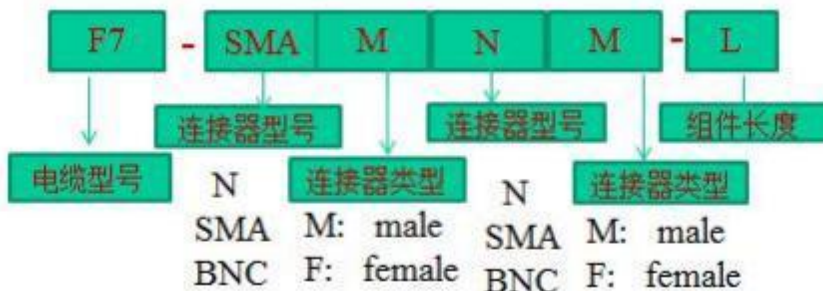 F7 - SMA M N M - L
连接器型号 连接器型号 组件长度
电缆型号 N 连接器类型 N 连接器类型
SMA M: male SMA M: male
BNC F: female BNC F: female